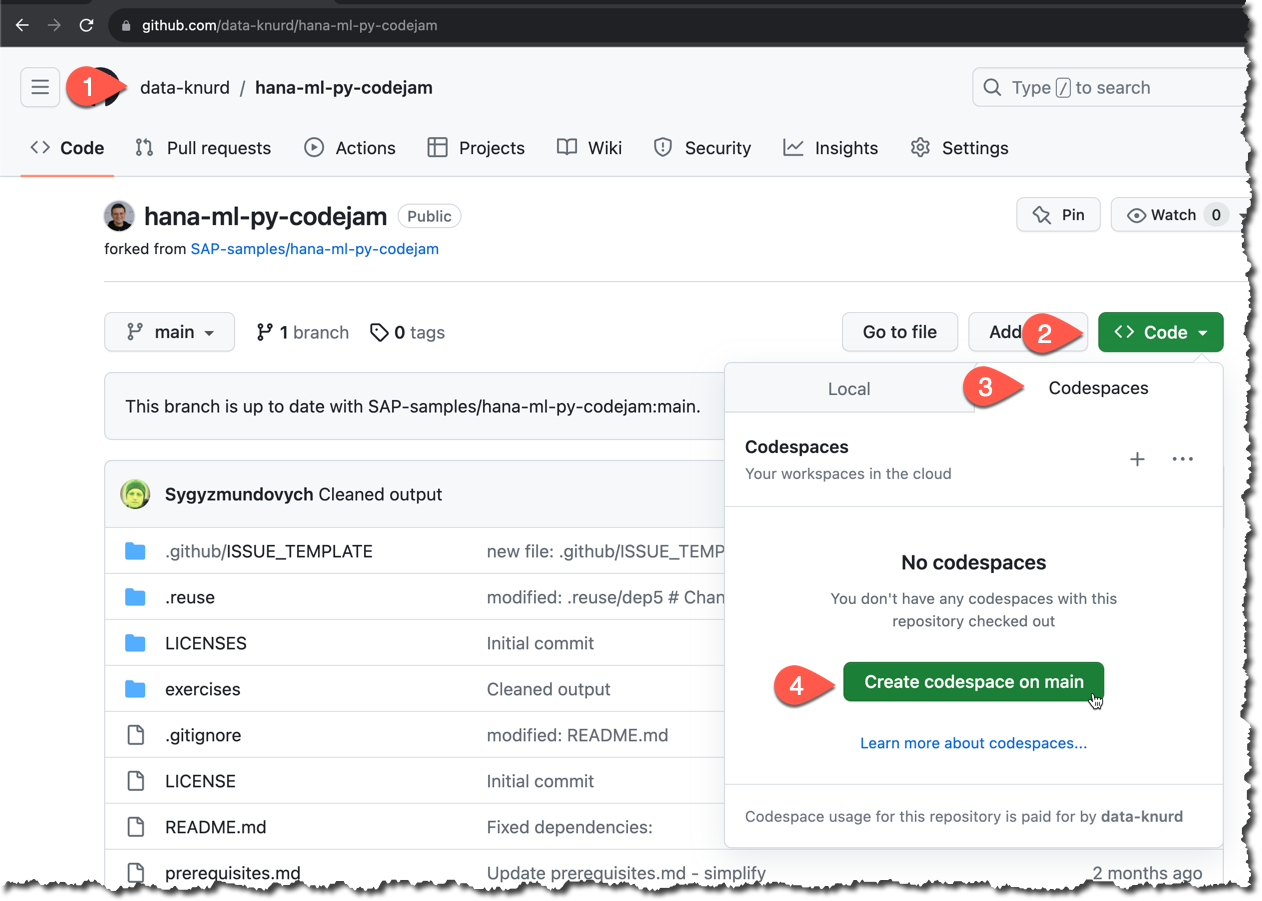 github.com/data-knurd/hana-ml-py-codejam
1 data-knurd / hana-ml-py-codejam Type / to search
Code Pull requests Actions Projects Wiki Security Insights Settings
hana-ml-py-codejam Public Pin Watch 0
forked from SAP-samples/hana-ml-py-codejam
main 1 branch 0 tags Go to file Add 2 Code
Local 3 Codespaces
This branch is up to date with SAP-samples/hana-ml-py-codejam:main.
Codespaces
Your workspaces in the cloud
Sygyzmundovych Cleaned output
.github/ISSUE_TEMPLATE new file: .github/ISSUE_TEMP
No codespaces
.reuse modified: .reuse/dep5 # Chan
You don't have any codespaces with this
repository checked out
LICENSES Initial commit
exercises Cleaned output
4 Create codespace on main
.gitignore modified: README.md
Learn more about codespaces...
LICENSE Initial commit
README.md Fixed dependencies:
Codespace usage for this repository is paid for by data-knurd
prerequisites.md Update prerequisites.md - simplify 2 months ago